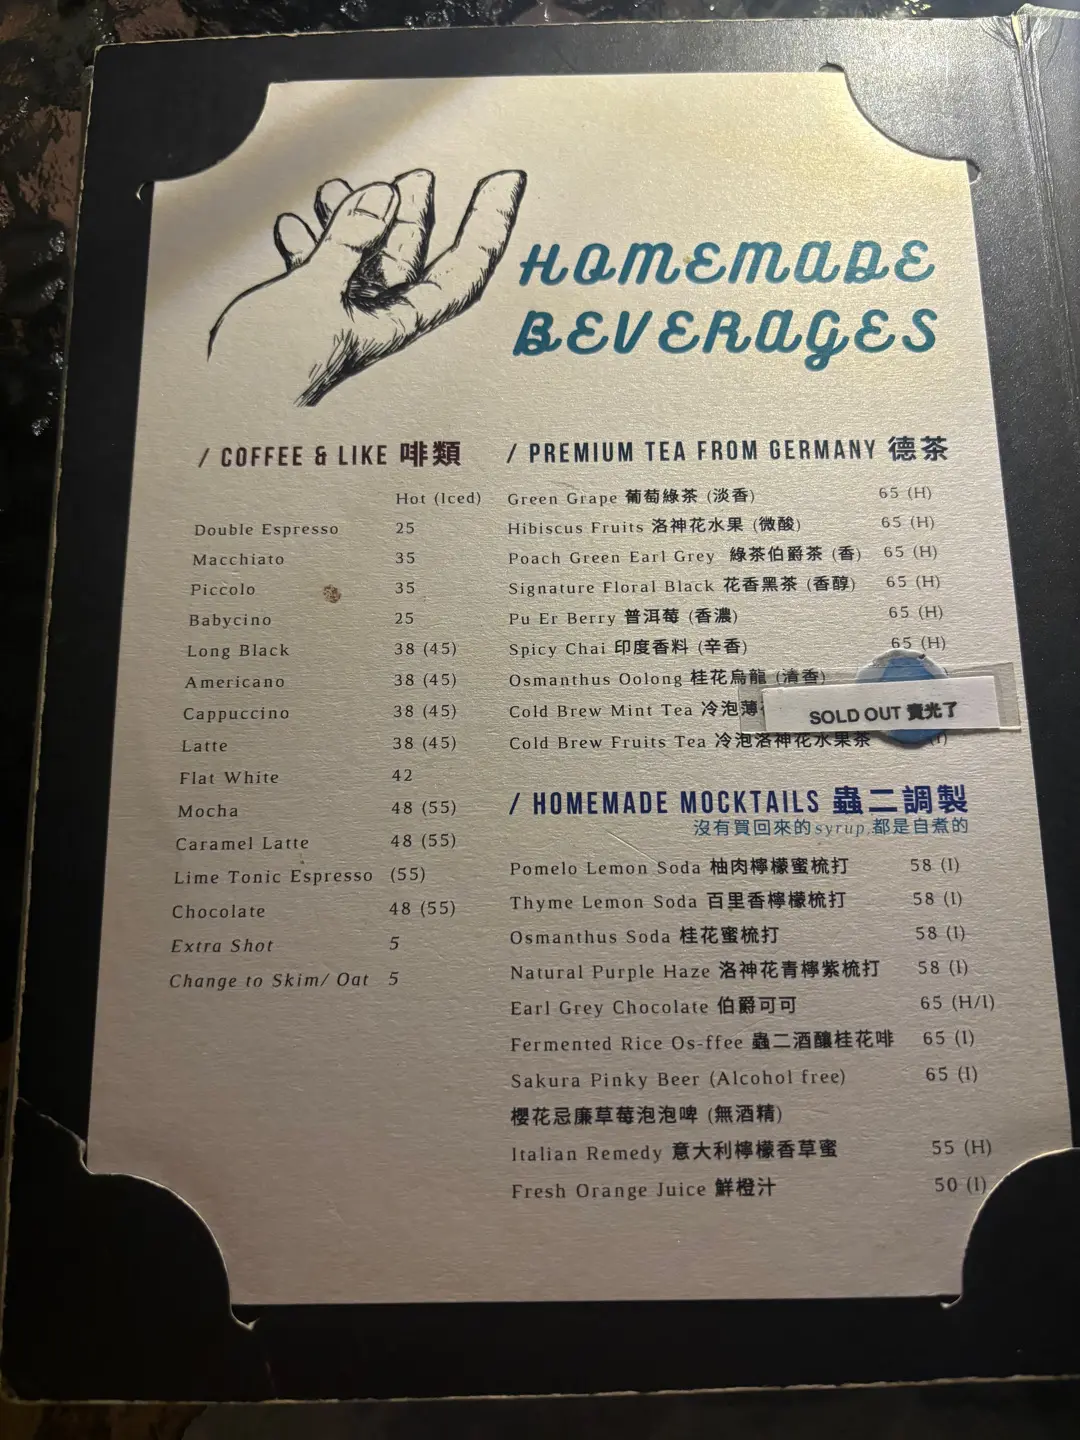 HOMEMADE
BEVERAGES
/ COFFEE & LIKE 啡類
Hot (Iced)
Double Espresso 25
Macchiato 35
Piccolo 35
Babycino 25
Long Black 38 (45)
Americano 38 (45)
Cappuccino 38 (45)
Latte 38 (45)
Flat White 42
Mocha 48 (55)
Caramel Latte 48 (55)
Lime Tonic Espresso (55)
Chocolate 48 (55)
Extra Shot 5
Change to Skim/ Oat 5
/ PREMIUM TEA FROM GERMANY 德茶
Green Grape 葡萄綠茶 (淡香) 65 (H)
Hibiscus Fruits 洛神花水果 (微酸) 65 (H)
Poach Green Earl Grey 綠茶伯爵茶 (香) 65 (H)
Signature Floral Black 花香黑茶 (香醇) 65 (H)
Pu Er Berry 普洱莓 (香濃) 65 (H)
Spicy Chai 印度香料 (辛香) 65 (H)
Osmanthus Oolong 桂花烏龍 (清香)
Cold Brew Mint Tea 冷泡薄
SOLD OUT 賣光了
Cold Brew Fruits Tea 冷泡洛神花水果茶 (I)
/ HOMEMADE MOCKTAILS 蟲二調製
沒有買回來的syrup,都是自煮的
Pomelo Lemon Soda 柚肉檸檬蜜梳打 58 (I)
Thyme Lemon Soda 百里香檸檬梳打 58 (I)
Osmanthus Soda 桂花蜜梳打 58 (I)
Natural Purple Haze 洛神花青檸紫梳打 58 (I)
Earl Grey Chocolate 伯爵可可 65 (H/I)
Fermented Rice Os-ffee 蟲二酒釀桂花啡 65 (I)
Sakura Pinky Beer (Alcohol free) 65 (I)
櫻花忌廉草莓泡泡啤 (無酒精)
Italian Remedy 意大利檸檬香草蜜 55 (H)
Fresh Orange Juice 鮮橙汁 50 (I)